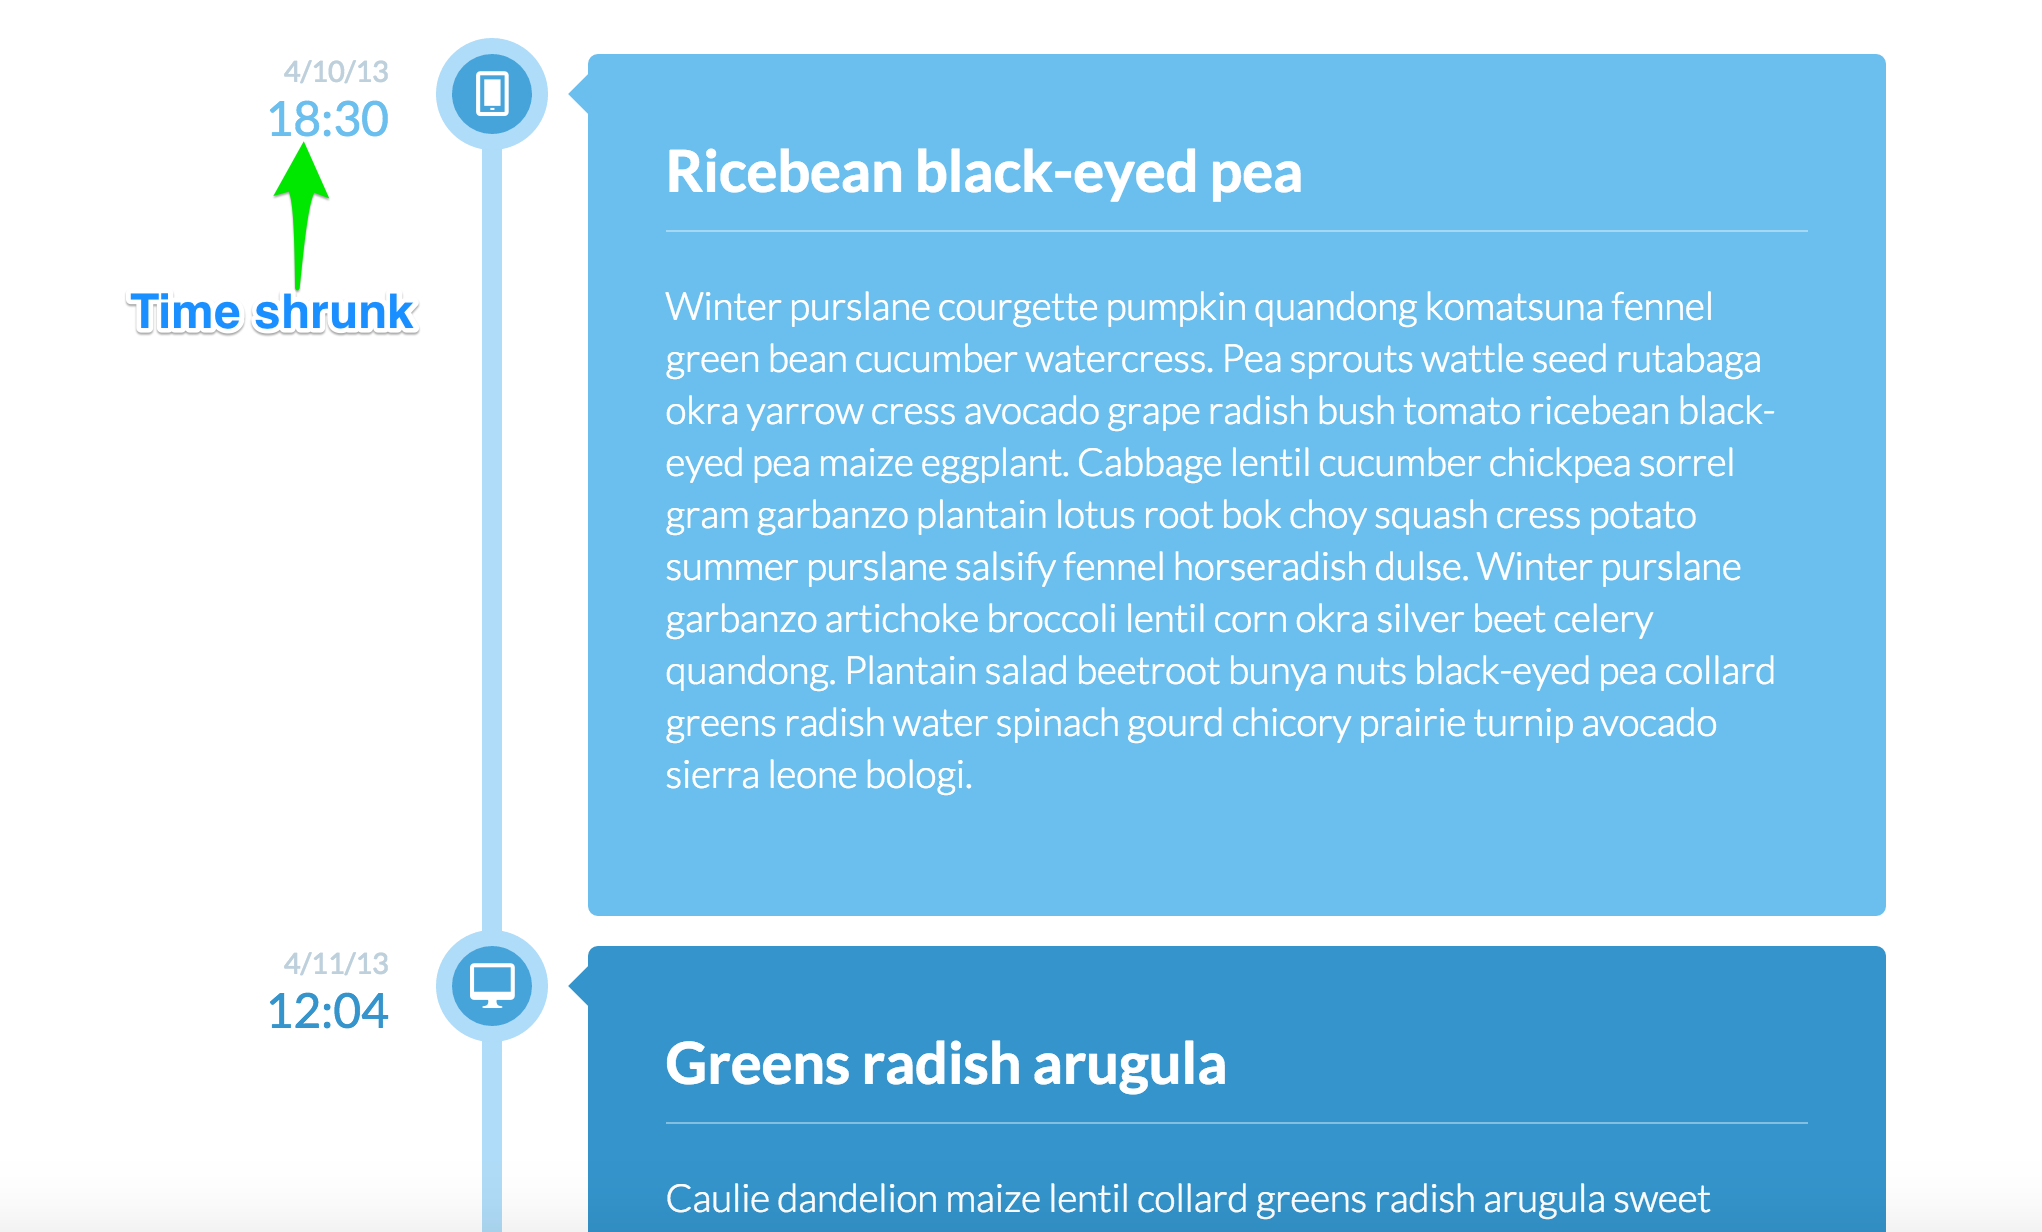 4/10/13
18:30
Time shrunk
Ricebean black-eyed pea
Winter purslane courgette pumpkin quandong komatsuna fennel
green bean cucumber watercress. Pea sprouts wattle seed rutabaga
okra yarrow cress avocado grape radish bush tomato ricebean black-
eyed pea maize eggplant. Cabbage lentil cucumber chickpea sorrel
gram garbanzo plantain lotus root bok choy squash cress potato
summer purslane salsify fennel horseradish dulse. Winter purslane
garbanzo artichoke broccoli lentil corn okra silver beet celery
quandong. Plantain salad beetroot bunya nuts black-eyed pea collard
greens radish water spinach gourd chicory prairie turnip avocado
sierra leone bologi.
4/11/13
12:04
Greens radish arugula
Caulie dandelion maize lentil collard greens radish arugula sweet